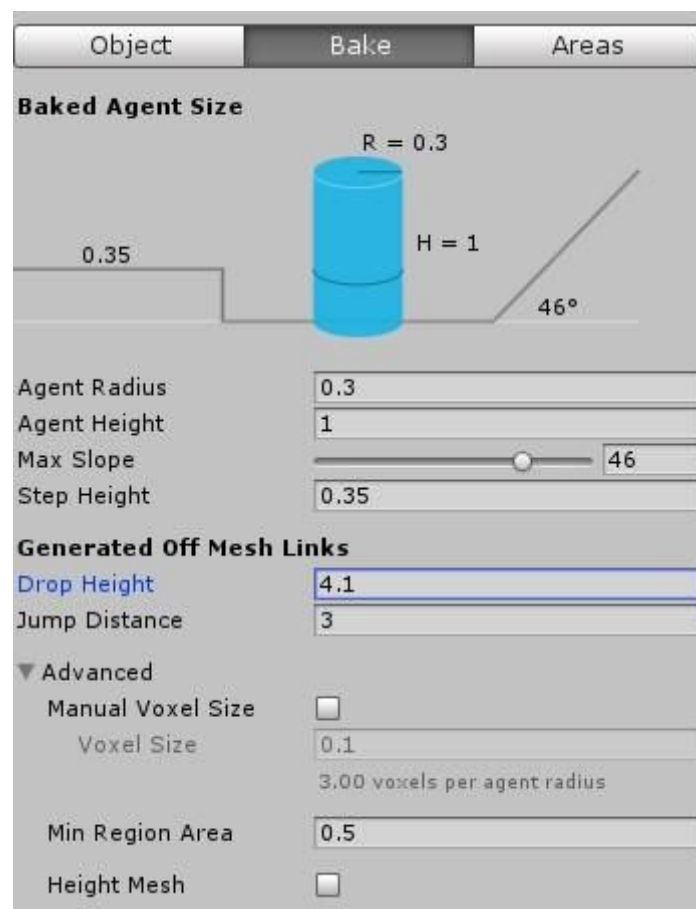 Object Bake Areas
Baked Agent Size
R = 0.3
0.35
H = 1
46°
Agent Radius 0.3
Agent Height 1
Max Slope 46
Step Height 0.35
Generated Off Mesh Links
Drop Height 4.1
Jump Distance 3
Advanced
Manual Voxel Size
Voxel Size 0.1
3.00 voxels per agent radius
Min Region Area 0.5
Height Mesh